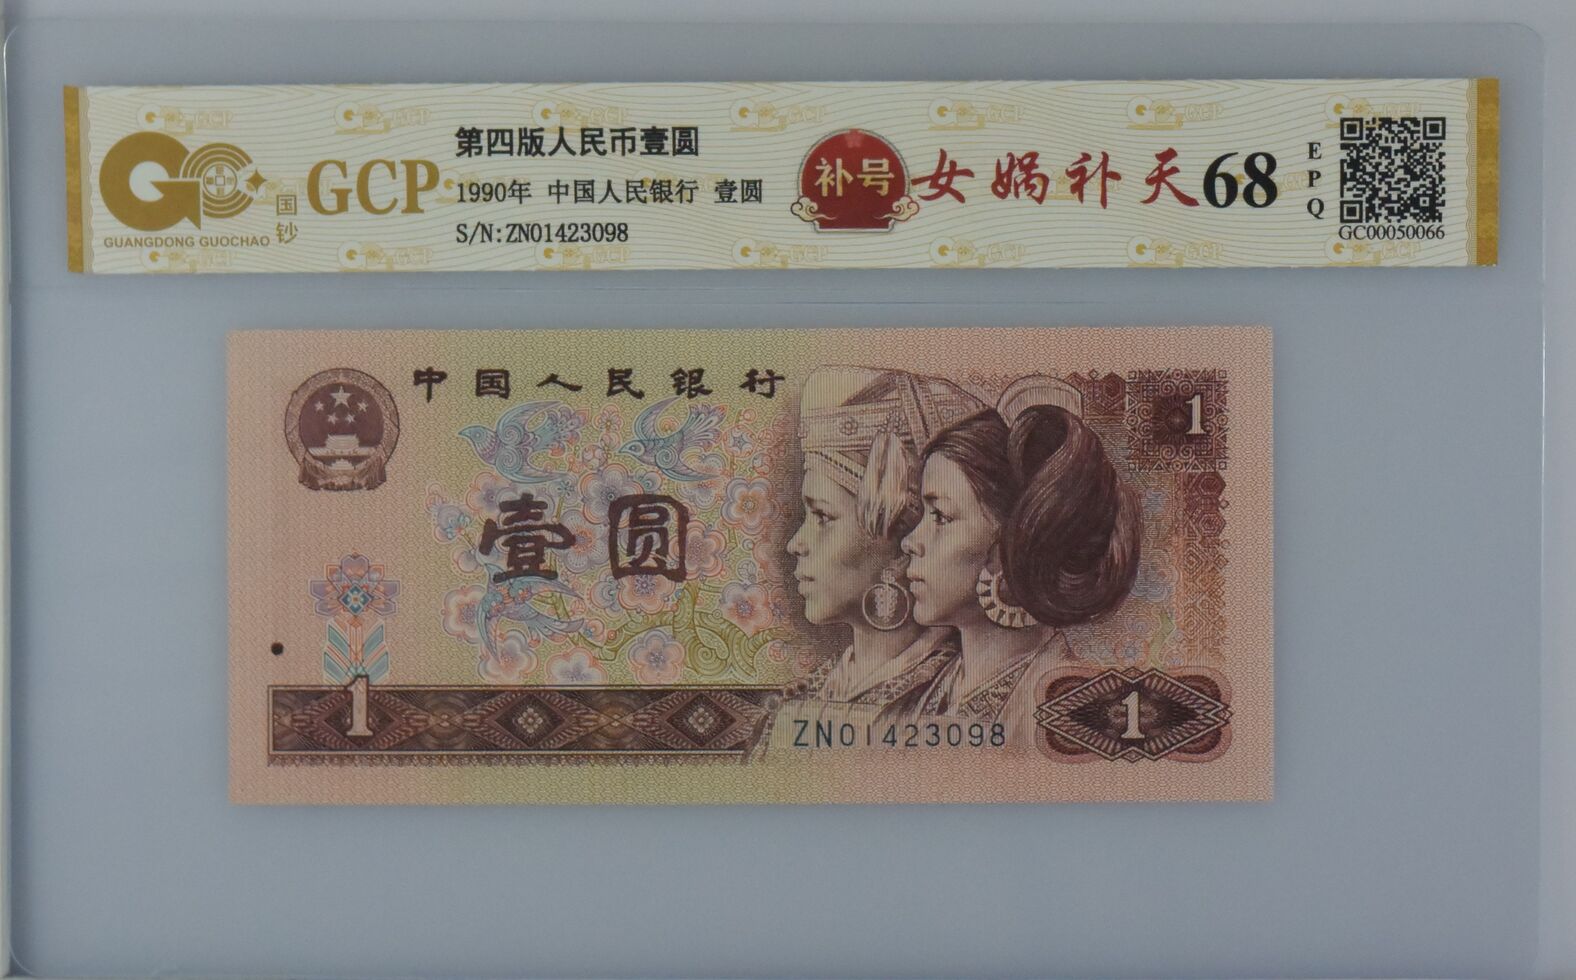 GUANGDONG GUOCHAO
国钞
GCP
第四版人民币壹圆
1990年 中国人民银行 壹圆
S/N:ZN01423098
补号
女娲补天
68
EPQ
GC00050066
中国人民银行
1
壹圆
1
ZN01423098
1